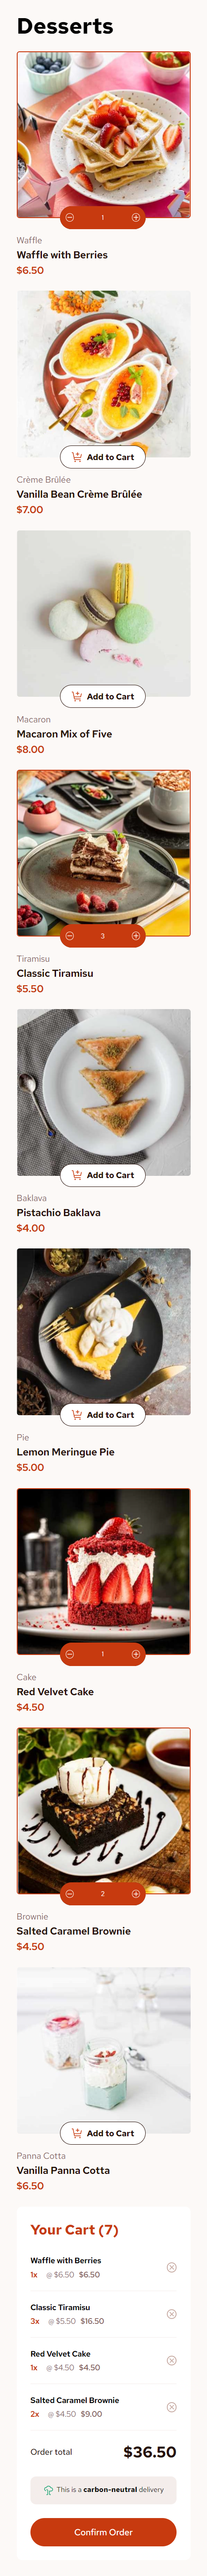 Desserts
1
Waffle
Waffle with Berries
$6.50
Add to Cart
Crème Brûlée
Vanilla Bean Crème Brûlée
$7.00
Add to Cart
Macaron
Macaron Mix of Five
$8.00
3
Tiramisu
Classic Tiramisu
$5.50
Add to Cart
Baklava
Pistachio Baklava
$4.00
Add to Cart
Pie
Lemon Meringue Pie
$5.00
1
Cake
Red Velvet Cake
$4.50
2
Brownie
Salted Caramel Brownie
$4.50
Add to Cart
Panna Cotta
Vanilla Panna Cotta
$6.50
Your Cart (7)
Waffle with Berries
1x @ $6.50 $6.50
Classic Tiramisu
3x @ $5.50 $16.50
Red Velvet Cake
1x @ $4.50 $4.50
Salted Caramel Brownie
2x @ $4.50 $9.00
Order total $36.50
This is a carbon-neutral delivery
Confirm Order